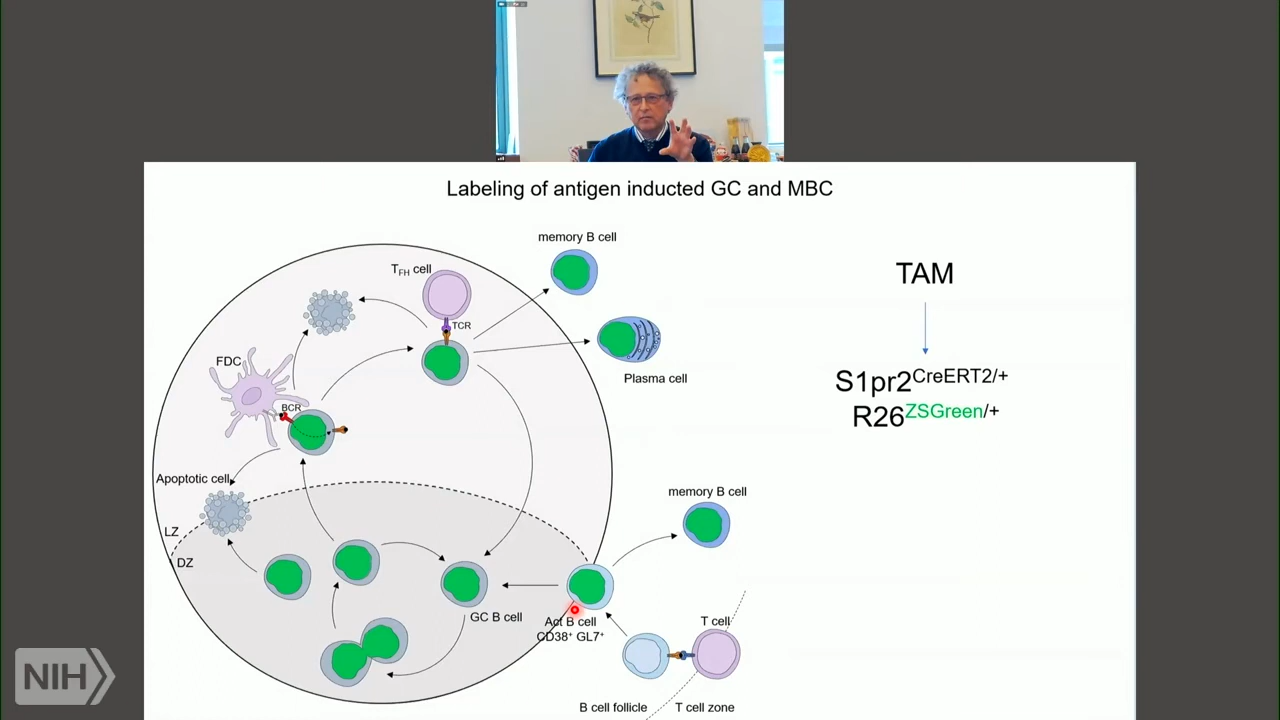 Labeling of antigen inducted GC and MBC
memory B cell
TFH cell
TCR
FDC
BCR
Plasma cell
Apoptotic cell
LZ
DZ
GC B cell
Act B cell
CD38+ GL7+
memory B cell
T cell
B cell follicle
T cell zone
TAM
S1pr2CreERT2/+
R26ZSGreen/+
NIH